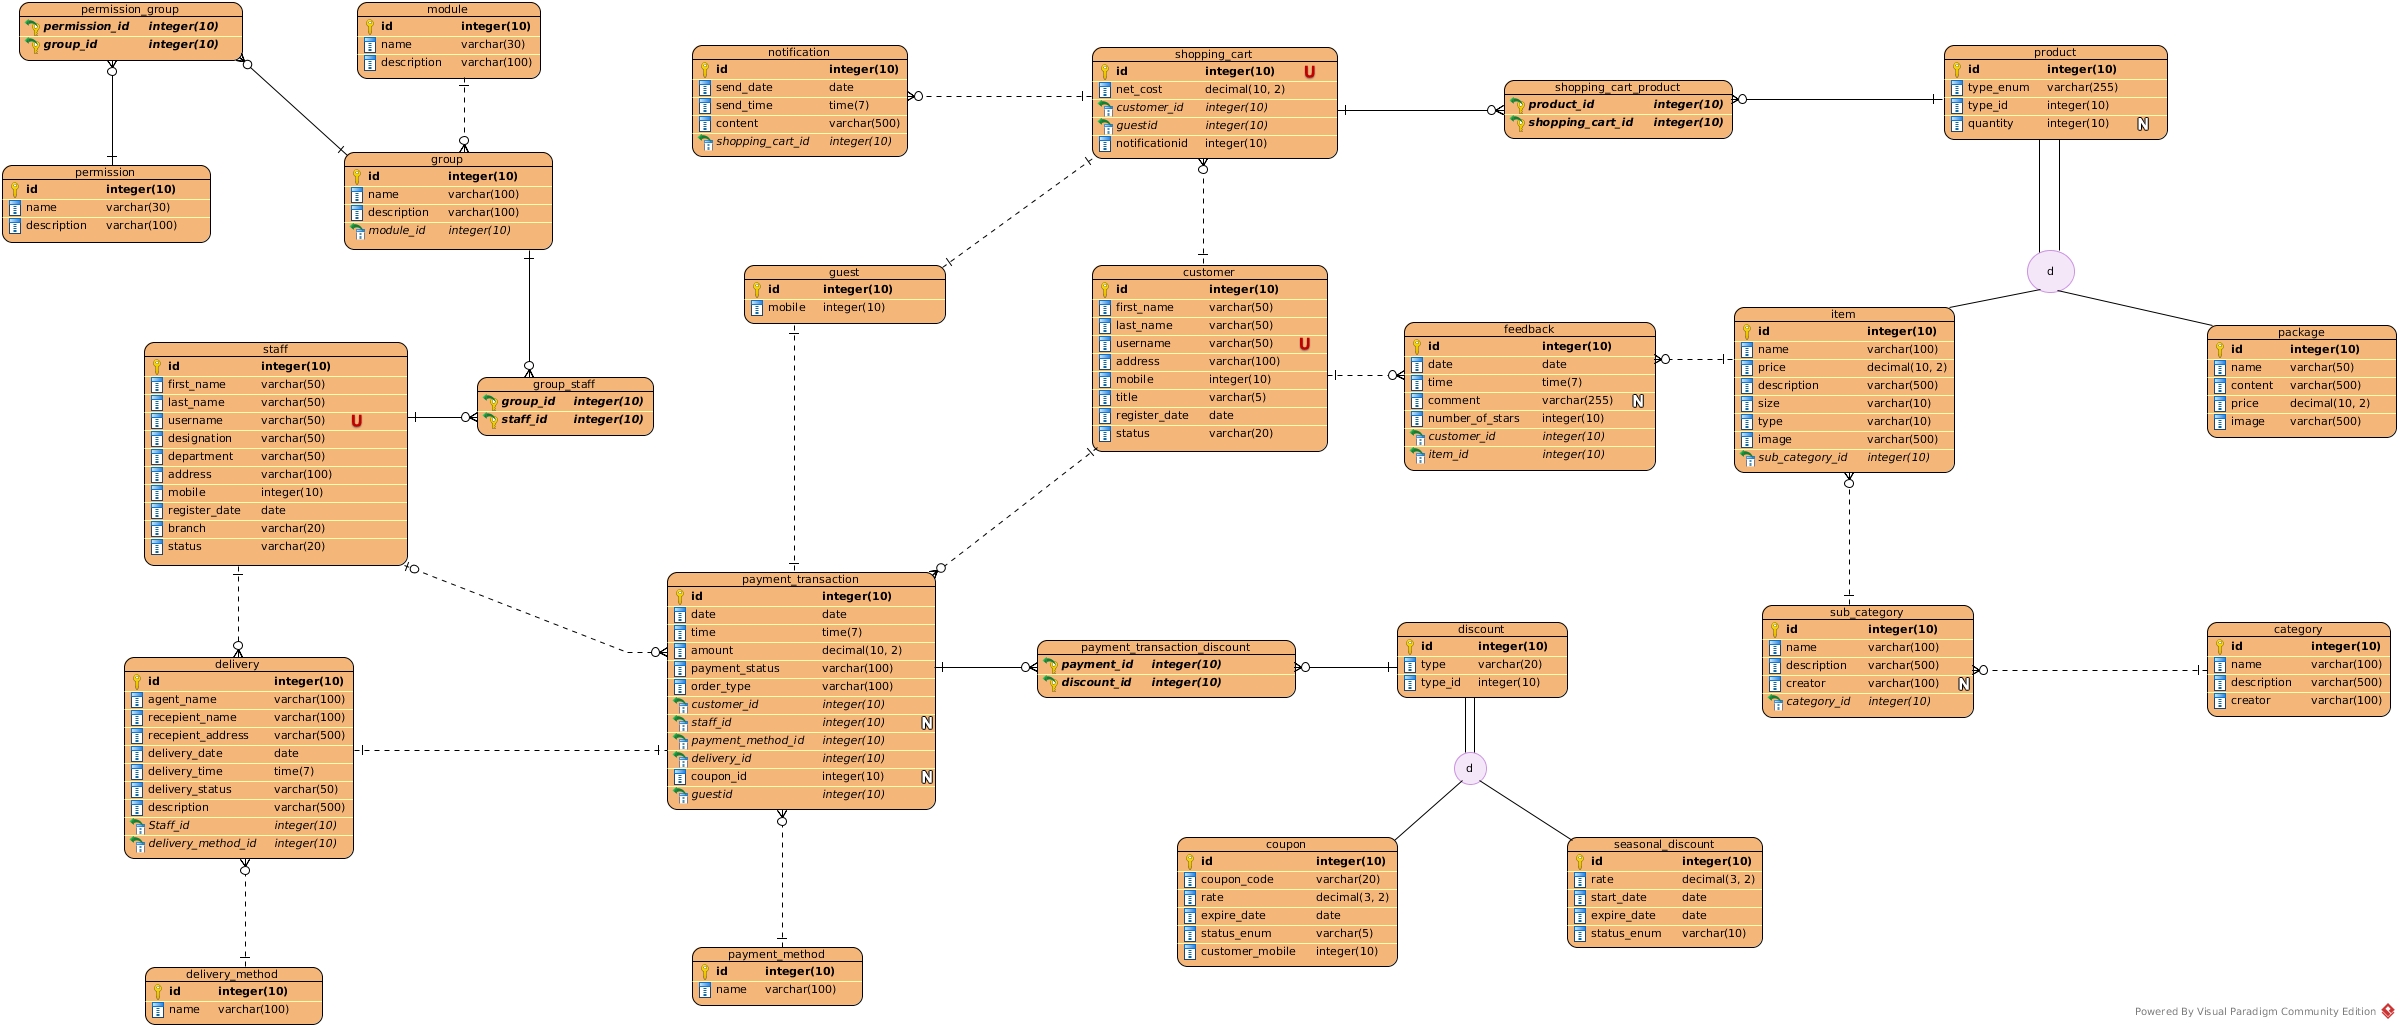 permission_group
permission_id integer(10)
group_id integer(10)
module
id integer(10)
name varchar(30)
description varchar(100)
notification
id integer(10)
send_date date
send_time time(7)
content varchar(500)
shopping_cart_id integer(10)
shopping_cart
id integer(10) U
net_cost decimal(10, 2)
customer_id integer(10)
guestid integer(10)
notificationid integer(10)
shopping_cart_product
product_id integer(10)
shopping_cart_id integer(10)
product
id integer(10)
type_enum varchar(255)
type_id integer(10)
quantity integer(10) N
permission
id integer(10)
name varchar(30)
description varchar(100)
group
id integer(10)
name varchar(100)
description varchar(100)
module_id integer(10)
d
guest
id integer(10)
mobile integer(10)
customer
id integer(10)
first_name varchar(50)
last_name varchar(50)
username varchar(50) U
address varchar(100)
mobile integer(10)
title varchar(5)
register_date date
status varchar(20)
feedback
id integer(10)
date date
time time(7)
comment varchar(255) N
number_of_stars integer(10)
customer_id integer(10)
item_id integer(10)
item
id integer(10)
name varchar(100)
price decimal(10, 2)
description varchar(500)
size varchar(10)
type varchar(10)
image varchar(500)
sub_category_id integer(10)
package
id integer(10)
name varchar(50)
content varchar(500)
price decimal(10, 2)
image varchar(500)
staff
id integer(10)
first_name varchar(50)
last_name varchar(50)
username varchar(50) U
designation varchar(50)
department varchar(50)
address varchar(100)
mobile integer(10)
register_date date
branch varchar(20)
status varchar(20)
group_staff
group_id integer(10)
staff_id integer(10)
payment_transaction
id integer(10)
date date
time time(7)
amount decimal(10, 2)
payment_status varchar(100)
order_type varchar(100)
customer_id integer(10)
staff_id integer(10) N
payment_method_id integer(10)
delivery_id integer(10)
coupon_id integer(10) N
guestid integer(10)
payment_transaction_discount
payment_id integer(10)
discount_id integer(10)
discount
id integer(10)
type varchar(20)
type_id integer(10)
sub_category
id integer(10)
name varchar(100)
description varchar(500)
creator varchar(100) N
category_id integer(10)
category
id integer(10)
name varchar(100)
description varchar(500)
creator varchar(100)
delivery
id integer(10)
agent_name varchar(100)
recepient_name varchar(100)
recepient_address varchar(500)
delivery_date date
delivery_time time(7)
delivery_status varchar(50)
description varchar(500)
Staff_id integer(10)
delivery_method_id integer(10)
d
coupon
id integer(10)
coupon_code varchar(20)
rate decimal(3, 2)
expire_date date
status_enum varchar(5)
customer_mobile integer(10)
seasonal_discount
id integer(10)
rate decimal(3, 2)
start_date date
expire_date date
status_enum varchar(10)
delivery_method
id integer(10)
name varchar(100)
payment_method
id integer(10)
name varchar(100)
Powered By Visual Paradigm Community Edition